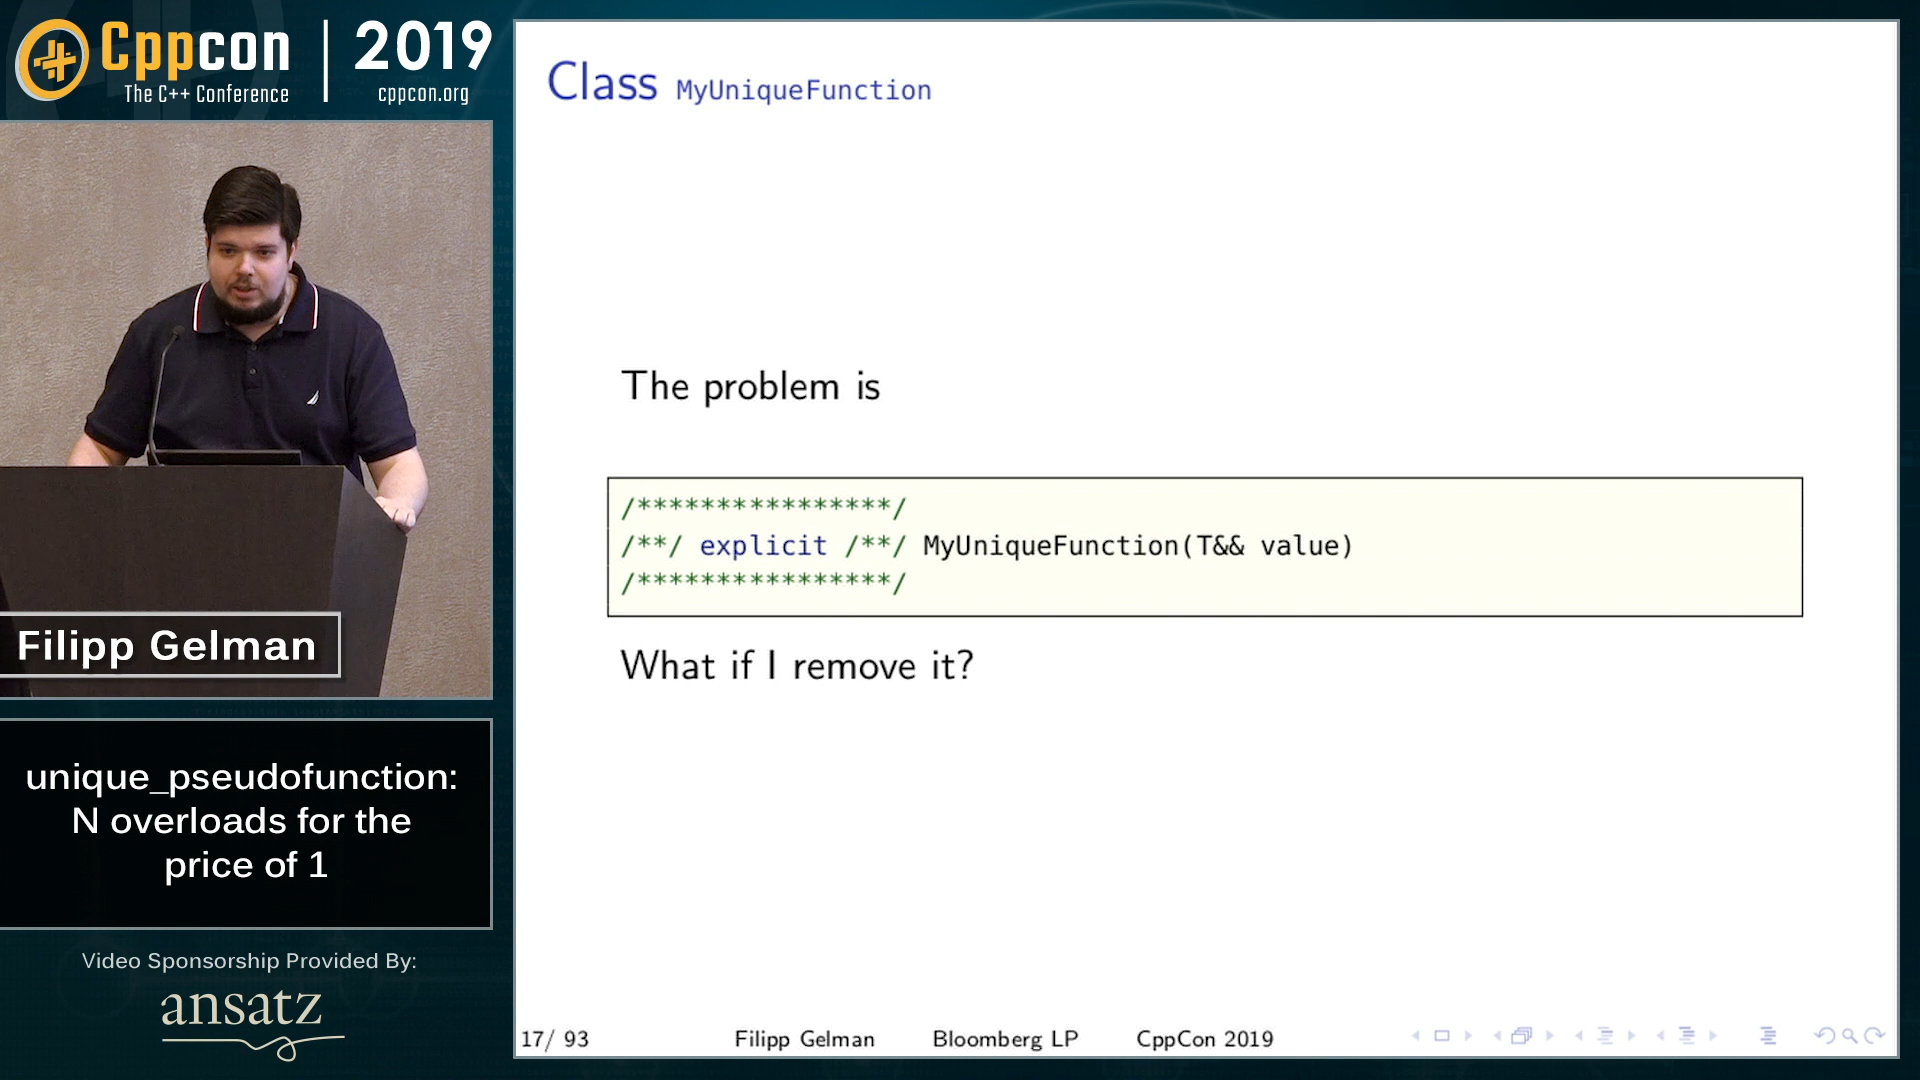 Cppcon
The C++ Conference
2019
cppcon.org
Filipp Gelman
unique_pseudofunction:
N overloads for the
price of 1
Video Sponsorship Provided By:
ansatz
Class MyUniqueFunction
The problem is
/****************/
/**/ explicit /**/ MyUniqueFunction(T&& value)
/****************/
What if I remove it?
17/ 93 Filipp Gelman Bloomberg LP CppCon 2019